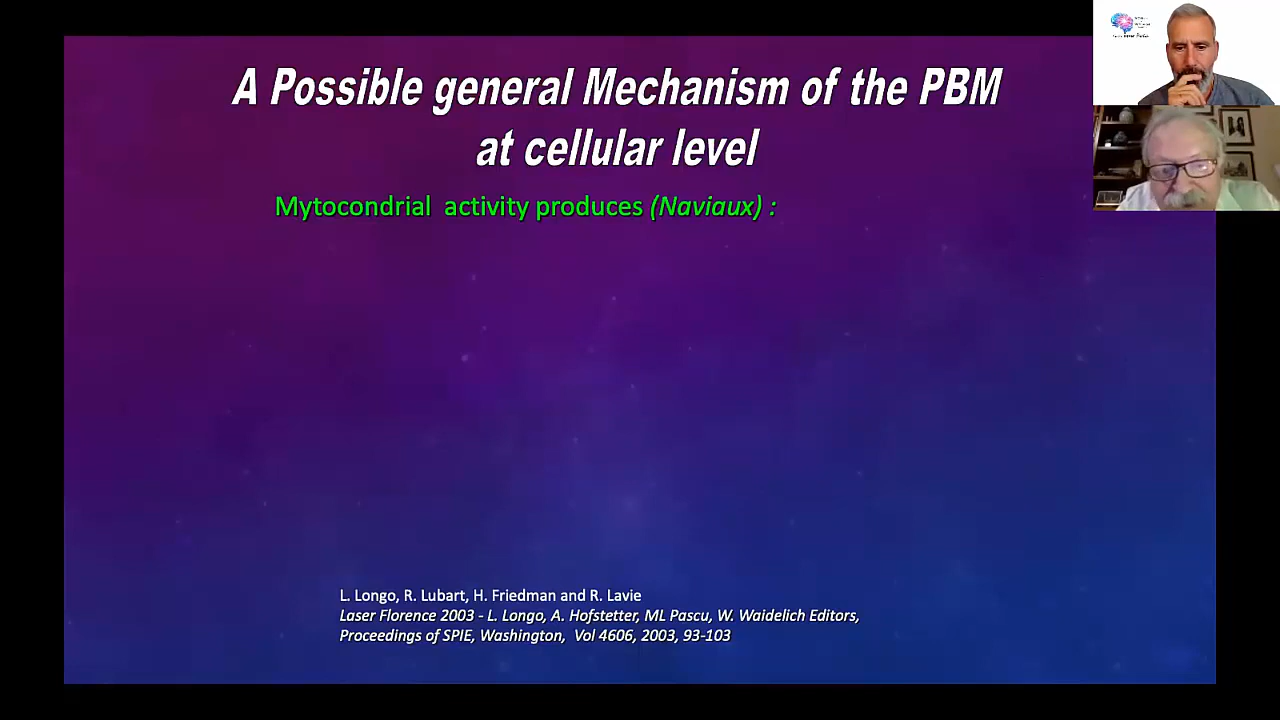 A Possible general Mechanism of the PBM
at cellular level
Mytocondrial activity produces (Naviaux) :
L. Longo, R. Lubart, H. Friedman and R. Lavie
Laser Florence 2003 - L. Longo, A. Hofstetter, ML Pascu, W. Waidelich Editors,
Proceedings of SPIE, Washington, Vol 4606, 2003, 93-103